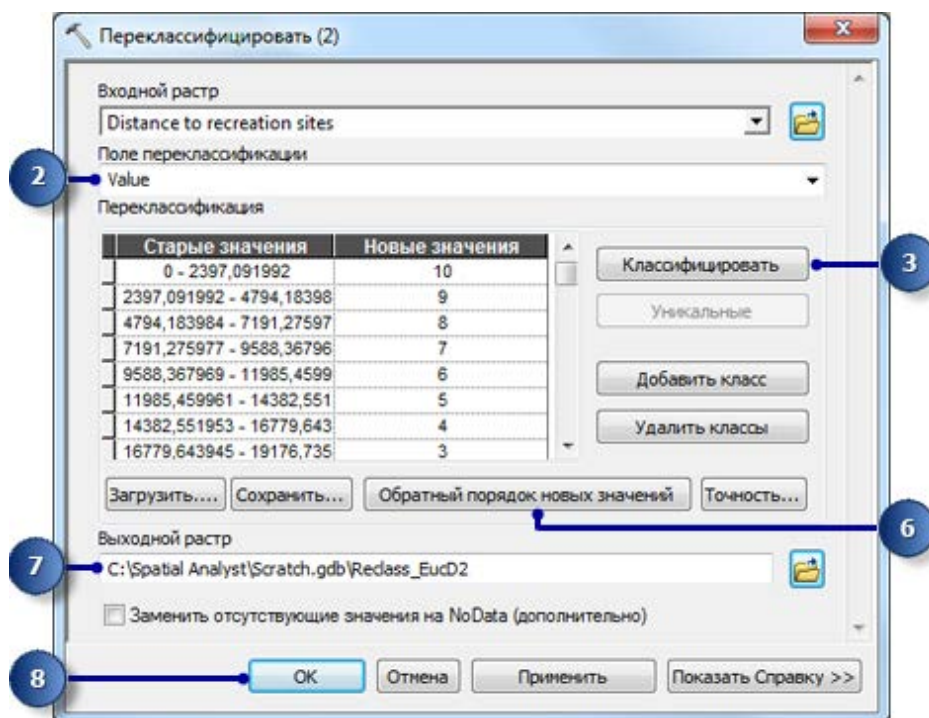 Переклассифицировать (2)
Входной растр
Distance to recreation sites
Поле переклассификации
2
Value
Переклассификация
Старые значения Новые значения
0 - 2397,091992 10
Классифицировать
3
2397,091992 - 4794,18398 9
4794,183984 - 7191,27597 8
Уникальные
7191,275977 - 9588,36796 7
9588,367969 - 11985,4599 6
Добавить класс
11985,459961 - 14382,551 5
14382,551953 - 16779,643 4
Удалить классы
16779,643945 - 19176,735 3
Загрузить.... Сохранить... Обратный порядок новых значений Точность...
6
Выходной растр
7
C:\Spatial Analyst\Scratch.gdb\Reclass_EucD2
Заменить отсутствующие значения на NoData (дополнительно)
8
OK Отмена Применить Показать Справку >>